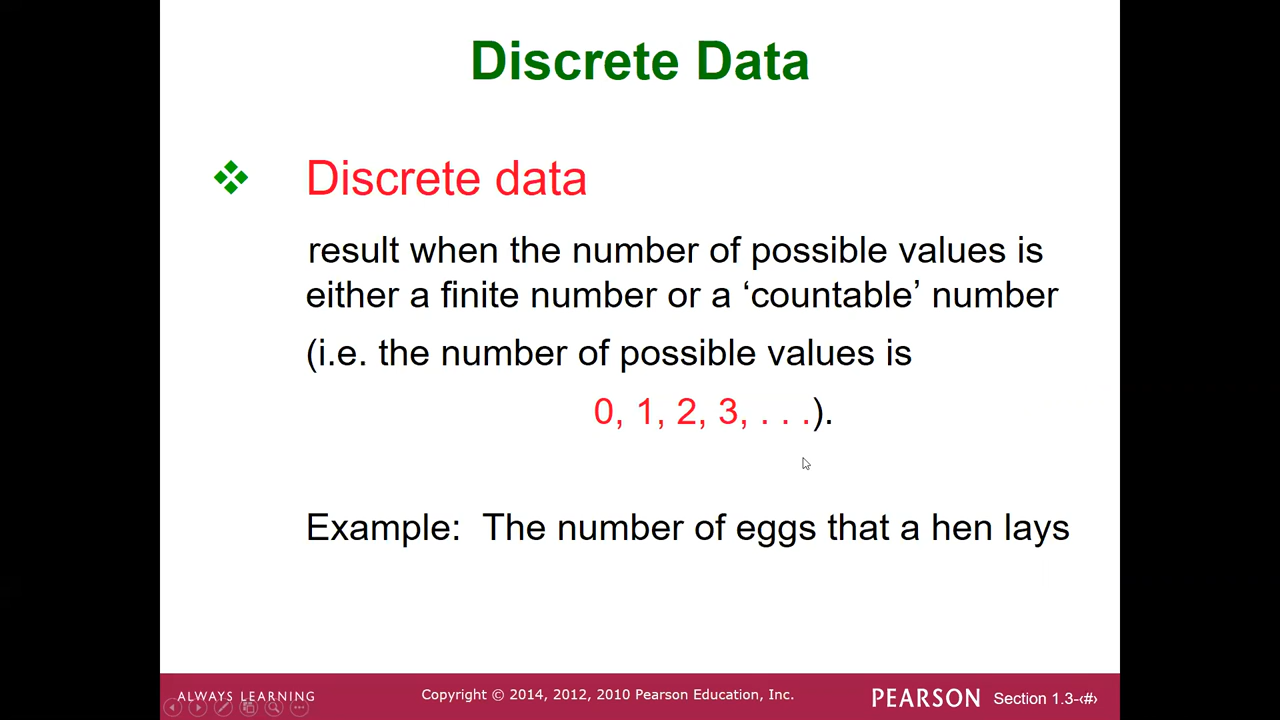 Discrete Data
Discrete data
result when the number of possible values is
either a finite number or a ‘countable’ number
(i.e. the number of possible values is
0, 1, 2, 3, . . .).
Example:  The number of eggs that a hen lays
ALWAYS LEARNING
Copyright © 2014, 2012, 2010 Pearson Education, Inc.
PEARSON
Section 1.3-‹#›